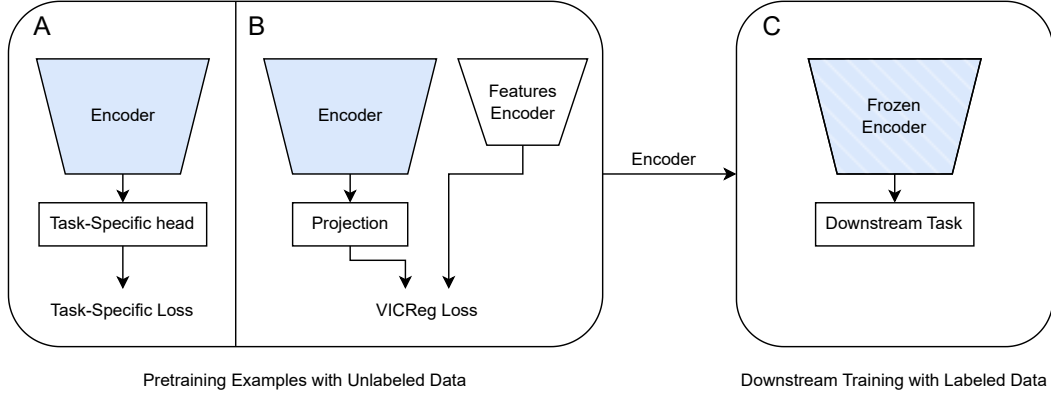 A
Encoder
Task-Specific head
Task-Specific Loss
B
Encoder
Projection
Features
Encoder
VICReg Loss
Pretraining Examples with Unlabeled Data
Encoder
C
Frozen
Encoder
Downstream Task
Downstream Training with Labeled Data